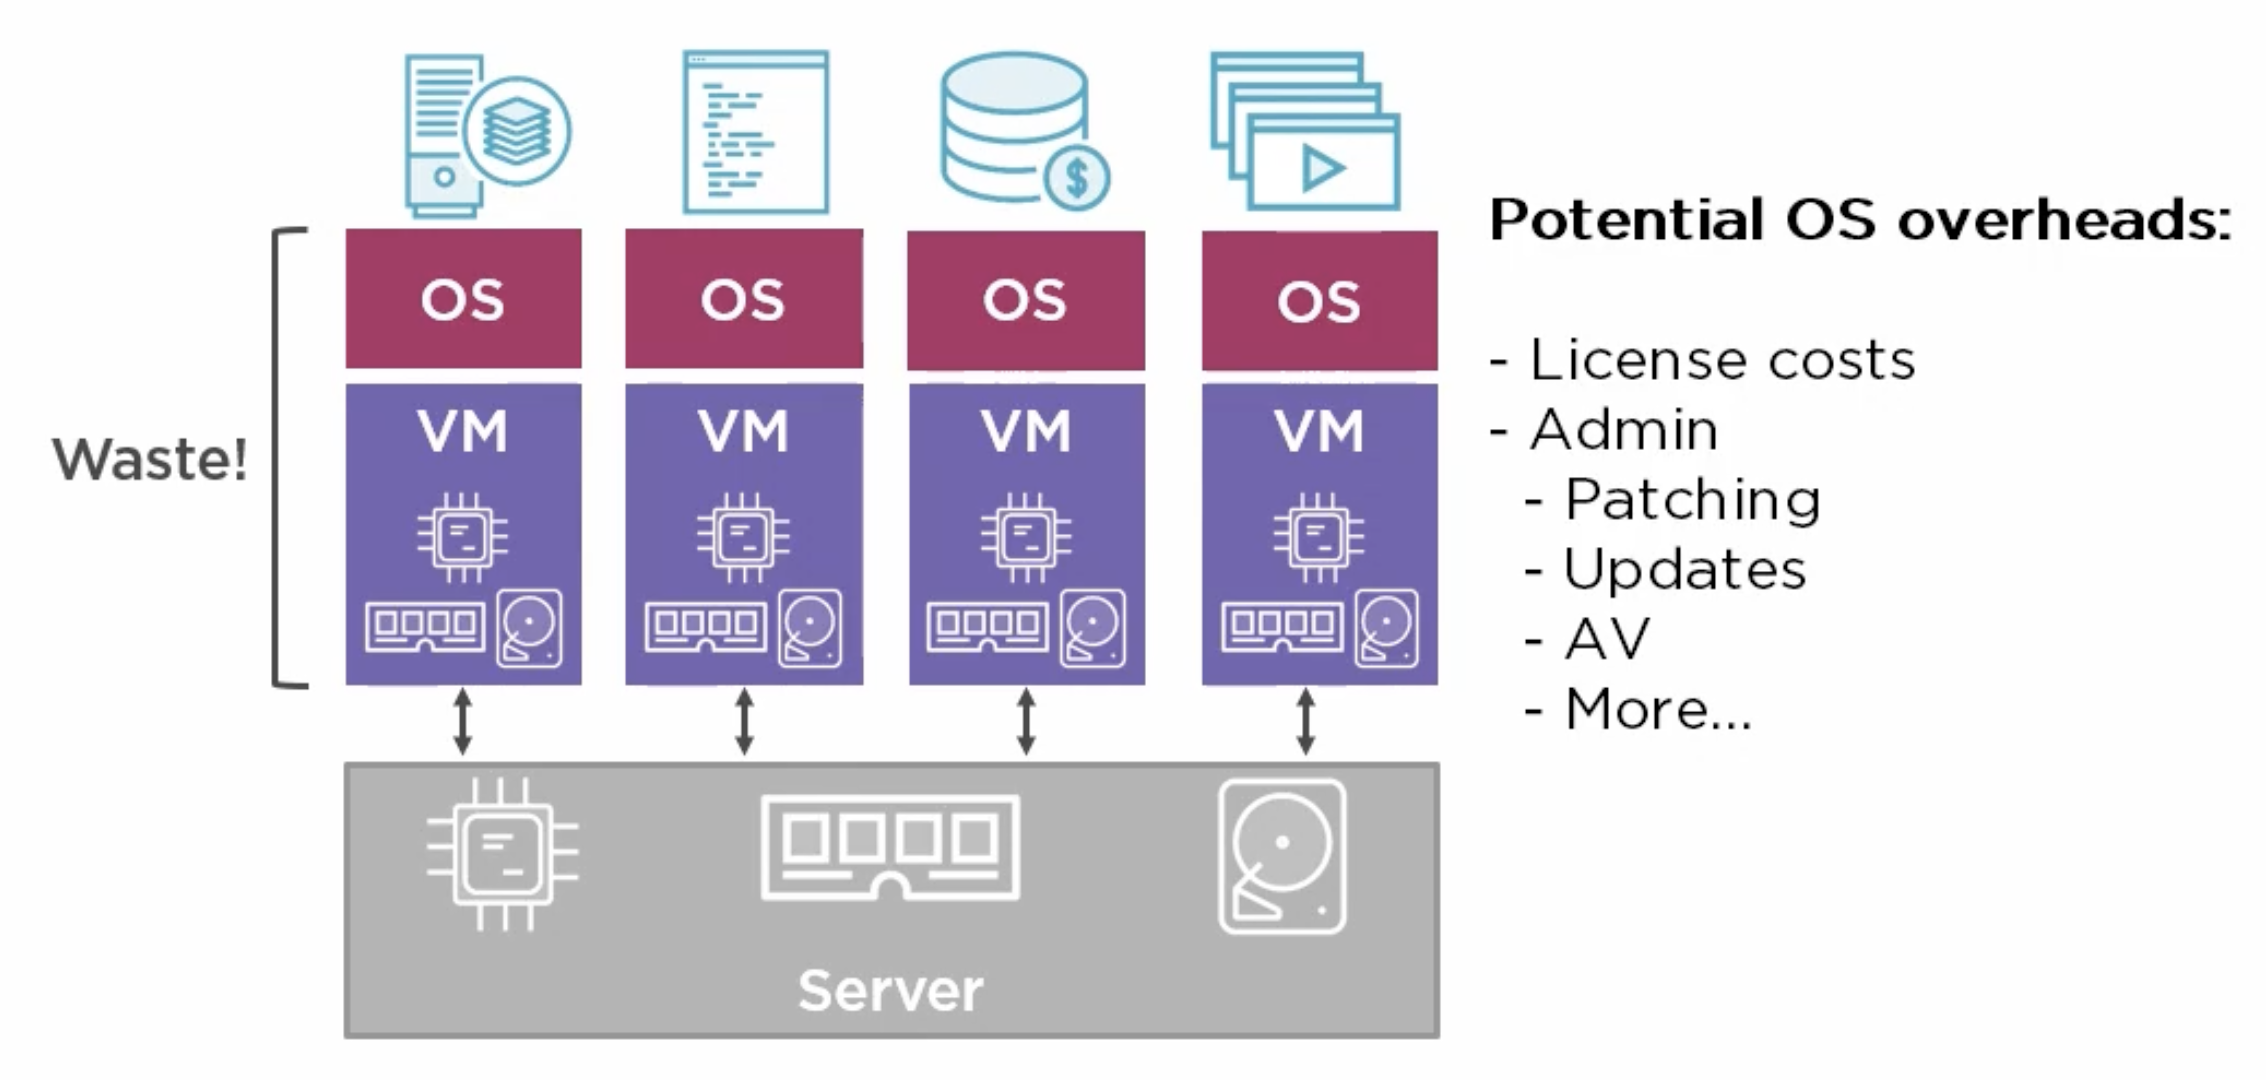 $
OS OS OS OS
Waste!
VM VM VM VM
Server
Potential OS overheads:
- License costs
- Admin
- Patching
- Updates
- AV
- More...